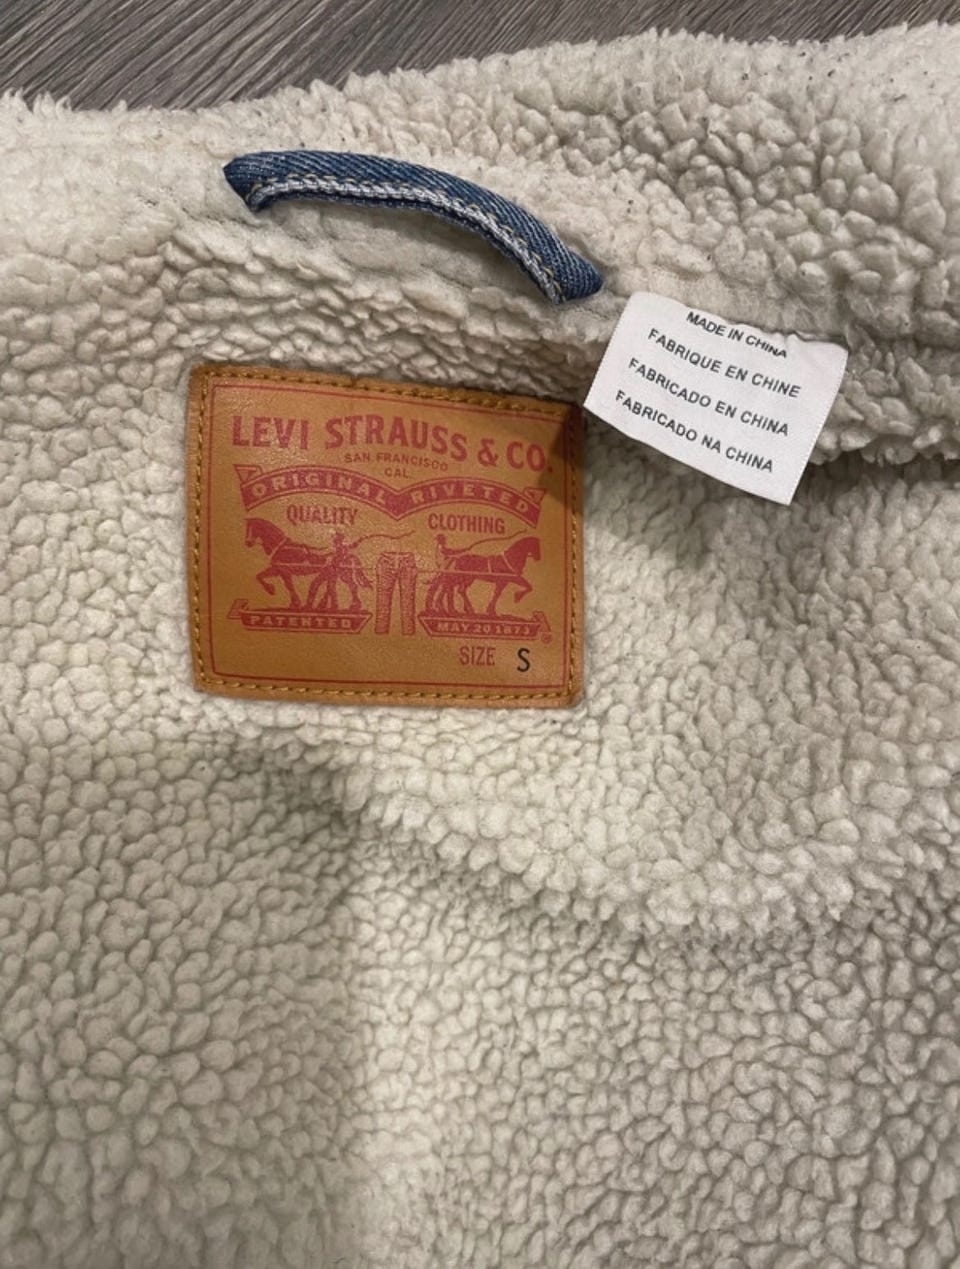 MADE IN CHINA
FABRIQUE EN CHINE
FABRICADO EN CHINA
FABRICADO NA CHINA
LEVI STRAUSS & CO.
SAN FRANCISCO
CAL.
ORIGINAL RIVETED
QUALITY CLOTHING
PATENTED MAY 20 1873 ®
SIZE S